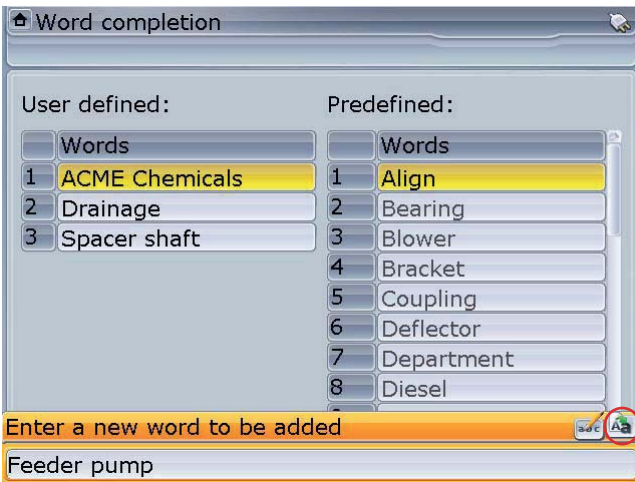 Word completion
User defined:
Words
1 ACME Chemicals
2 Drainage
3 Spacer shaft
Predefined:
Words
1 Align
2 Bearing
3 Blower
4 Bracket
5 Coupling
6 Deflector
7 Department
8 Diesel
Enter a new word to be added
abc
Aa
Feeder pump